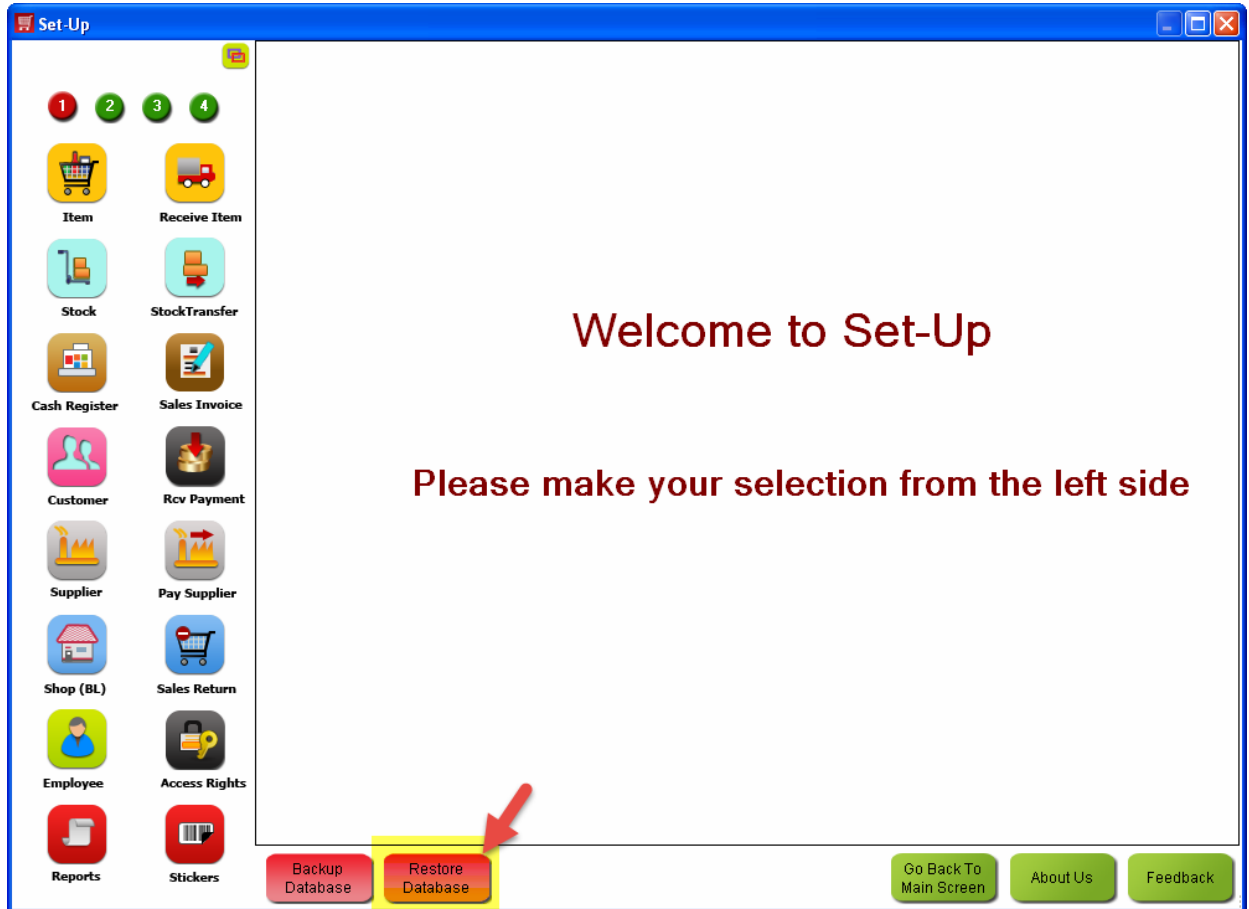 Set-Up
1 2 3 4
Item Receive Item
Stock StockTransfer
Cash Register Sales Invoice
Customer Rcv Payment
Supplier Pay Supplier
Shop (BL) Sales Return
Employee Access Rights
Reports Stickers
Welcome to Set-Up
Please make your selection from the left side
Backup
Database
Restore
Database
Go Back To
Main Screen
About Us
Feedback